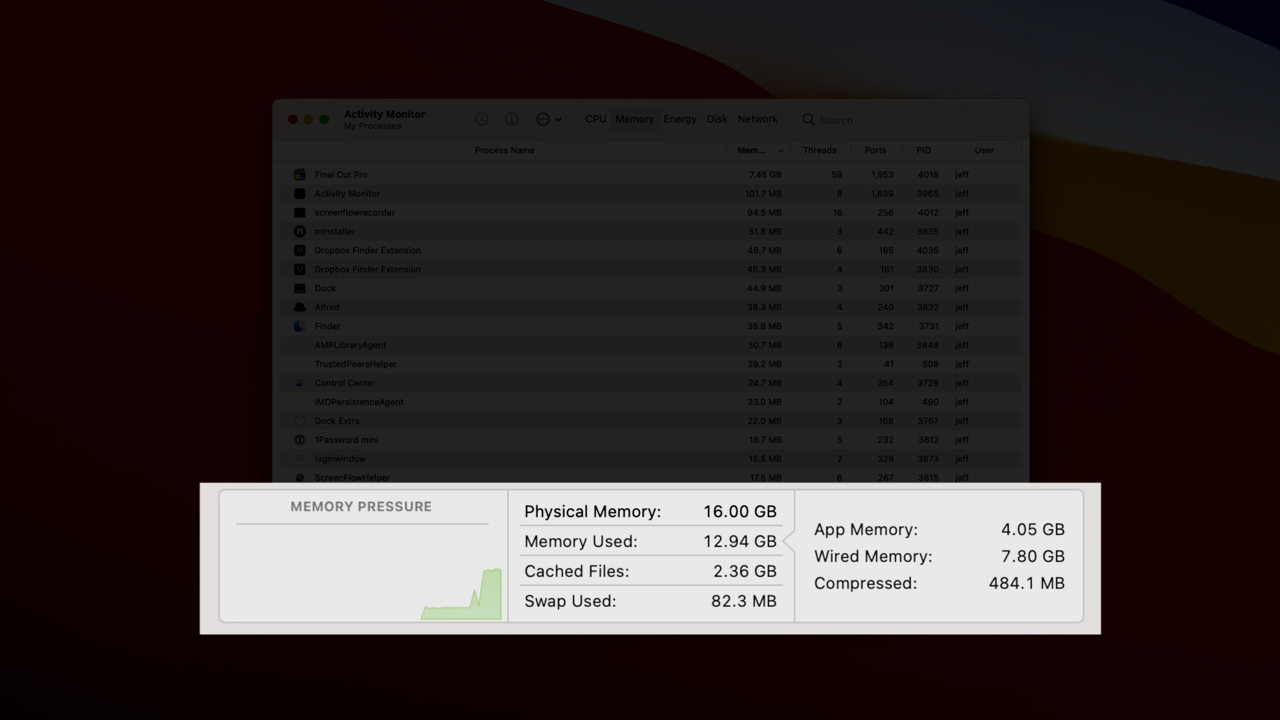 Activity Monitor
My Processes
CPU Memory Energy Disk Network Search
Process Name Mem... Threads Ports PID User
Final Cut Pro 7.45 GB 59 1,953 4018 jeff
Activity Monitor 101.7 MB 8 1,639 3965 jeff
screenflowrecorder 94.5 MB 16 256 4012 jeff
mInstaller 51.8 MB 3 442 3835 jeff
Dropbox Finder Extension 48.7 MB 6 165 4035 jeff
Dropbox Finder Extension 46.3 MB 4 161 3830 jeff
Dock 44.9 MB 3 301 3727 jeff
Alfred 38.3 MB 4 240 3832 jeff
Finder 35.8 MB 5 342 3731 jeff
AMPLibraryAgent 30.7 MB 6 136 3848 jeff
TrustedPeersHelper 29.2 MB 2 41 508 jeff
Control Center 24.7 MB 4 354 3729 jeff
IMDPersistenceAgent 23.0 MB 2 104 490 jeff
Dock Extra 22.0 MB 3 168 3767 jeff
1Password mini 18.7 MB 5 232 3812 jeff
loginwindow 18.5 MB 2 329 3673 jeff
ScreenFlowHelper 17.5 MB 6 267 3815 jeff
MEMORY PRESSURE
Physical Memory: 16.00 GB
Memory Used: 12.94 GB
Cached Files: 2.36 GB
Swap Used: 82.3 MB
App Memory: 4.05 GB
Wired Memory: 7.80 GB
Compressed: 484.1 MB